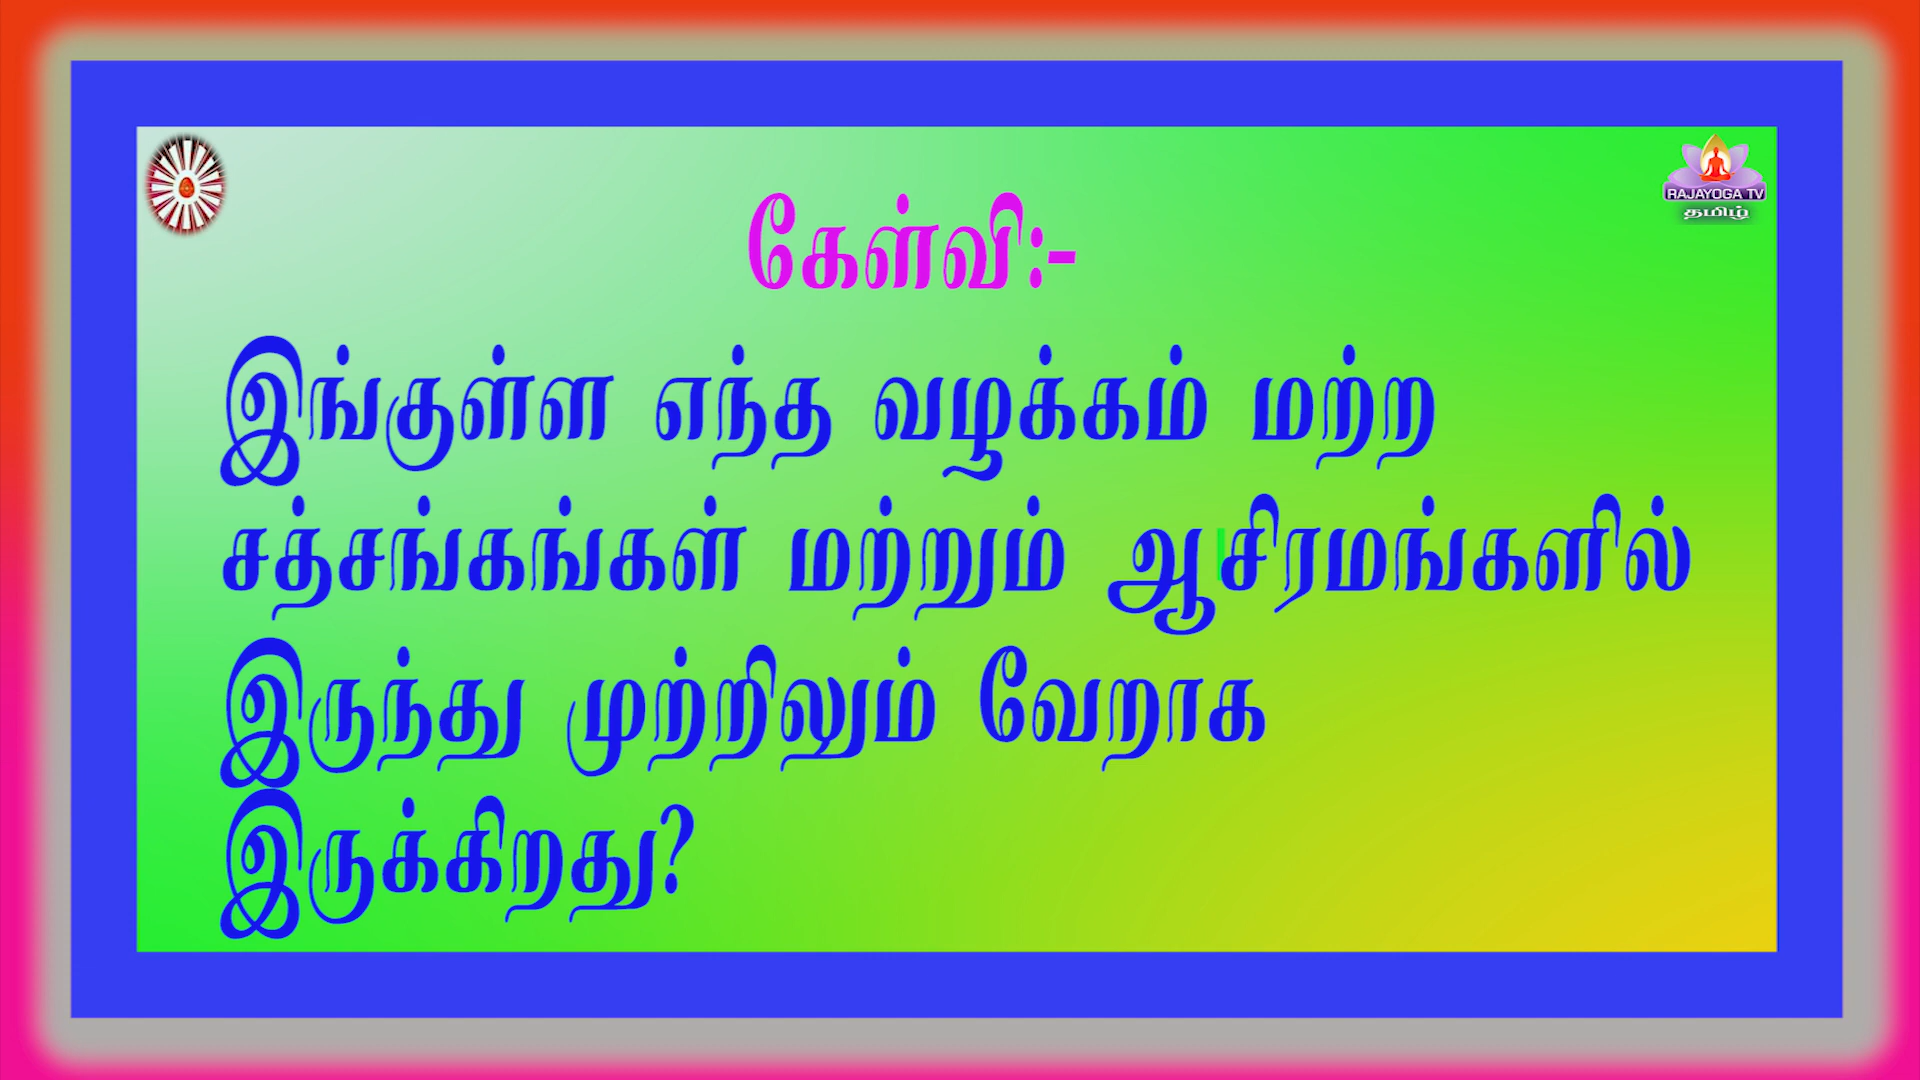 RAJAYOGA TV
தமிழ்
கேள்வி:-
இங்குள்ள எந்த வழக்கம் மற்ற
சத்சங்கங்கள் மற்றும் ஆசிரமங்களில்
இருந்து முற்றிலும் வேறாக
இருக்கிறது?